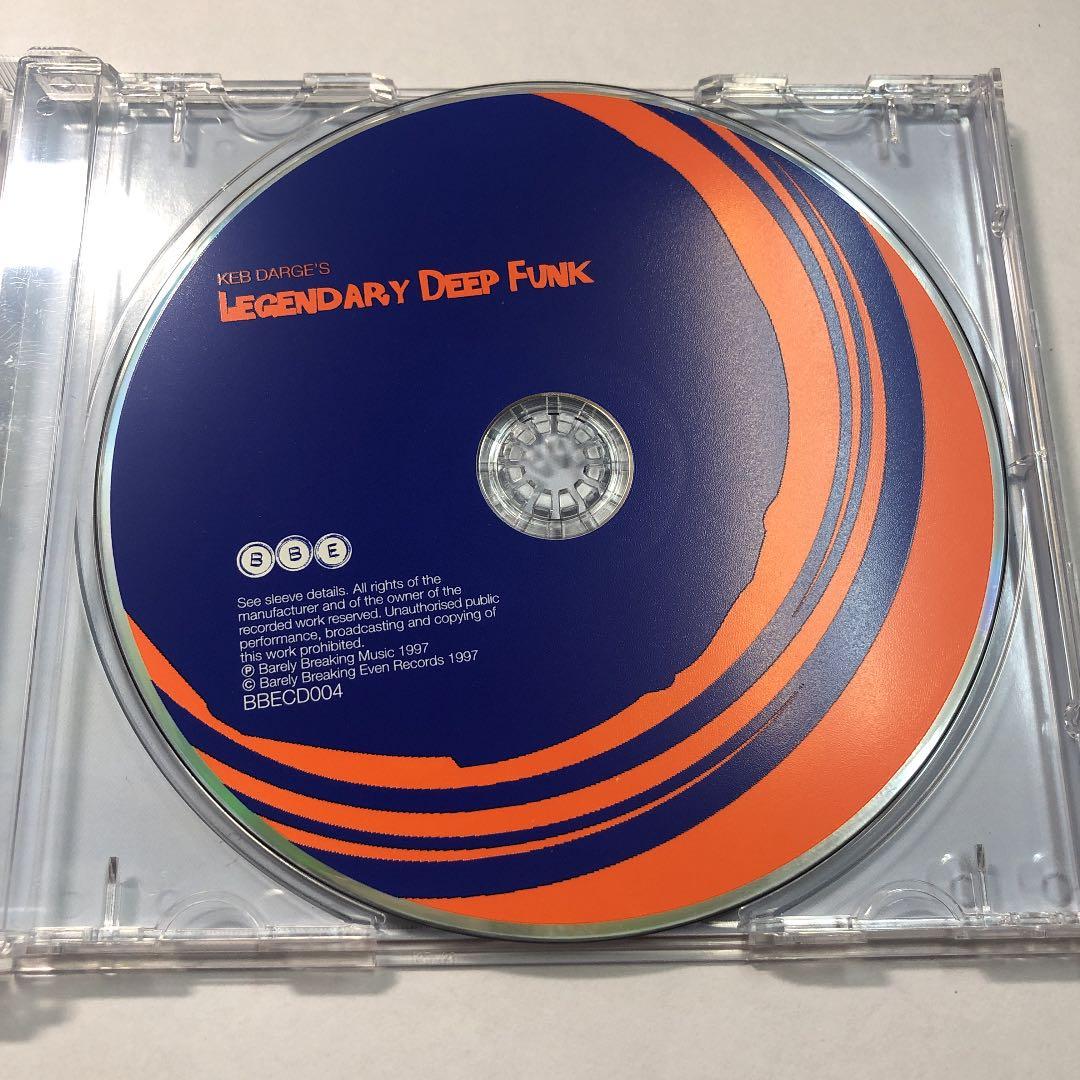 KEB DARGE'S
LEGENDARY DEEP FUNK
B B E
See sleeve details. All rights of the
manufacturer and of the owner of the
recorded work reserved. Unauthorised public
performance, broadcasting and copying of
this work prohibited.
℗ Barely Breaking Music 1997
© Barely Breaking Even Records 1997
BBECD004